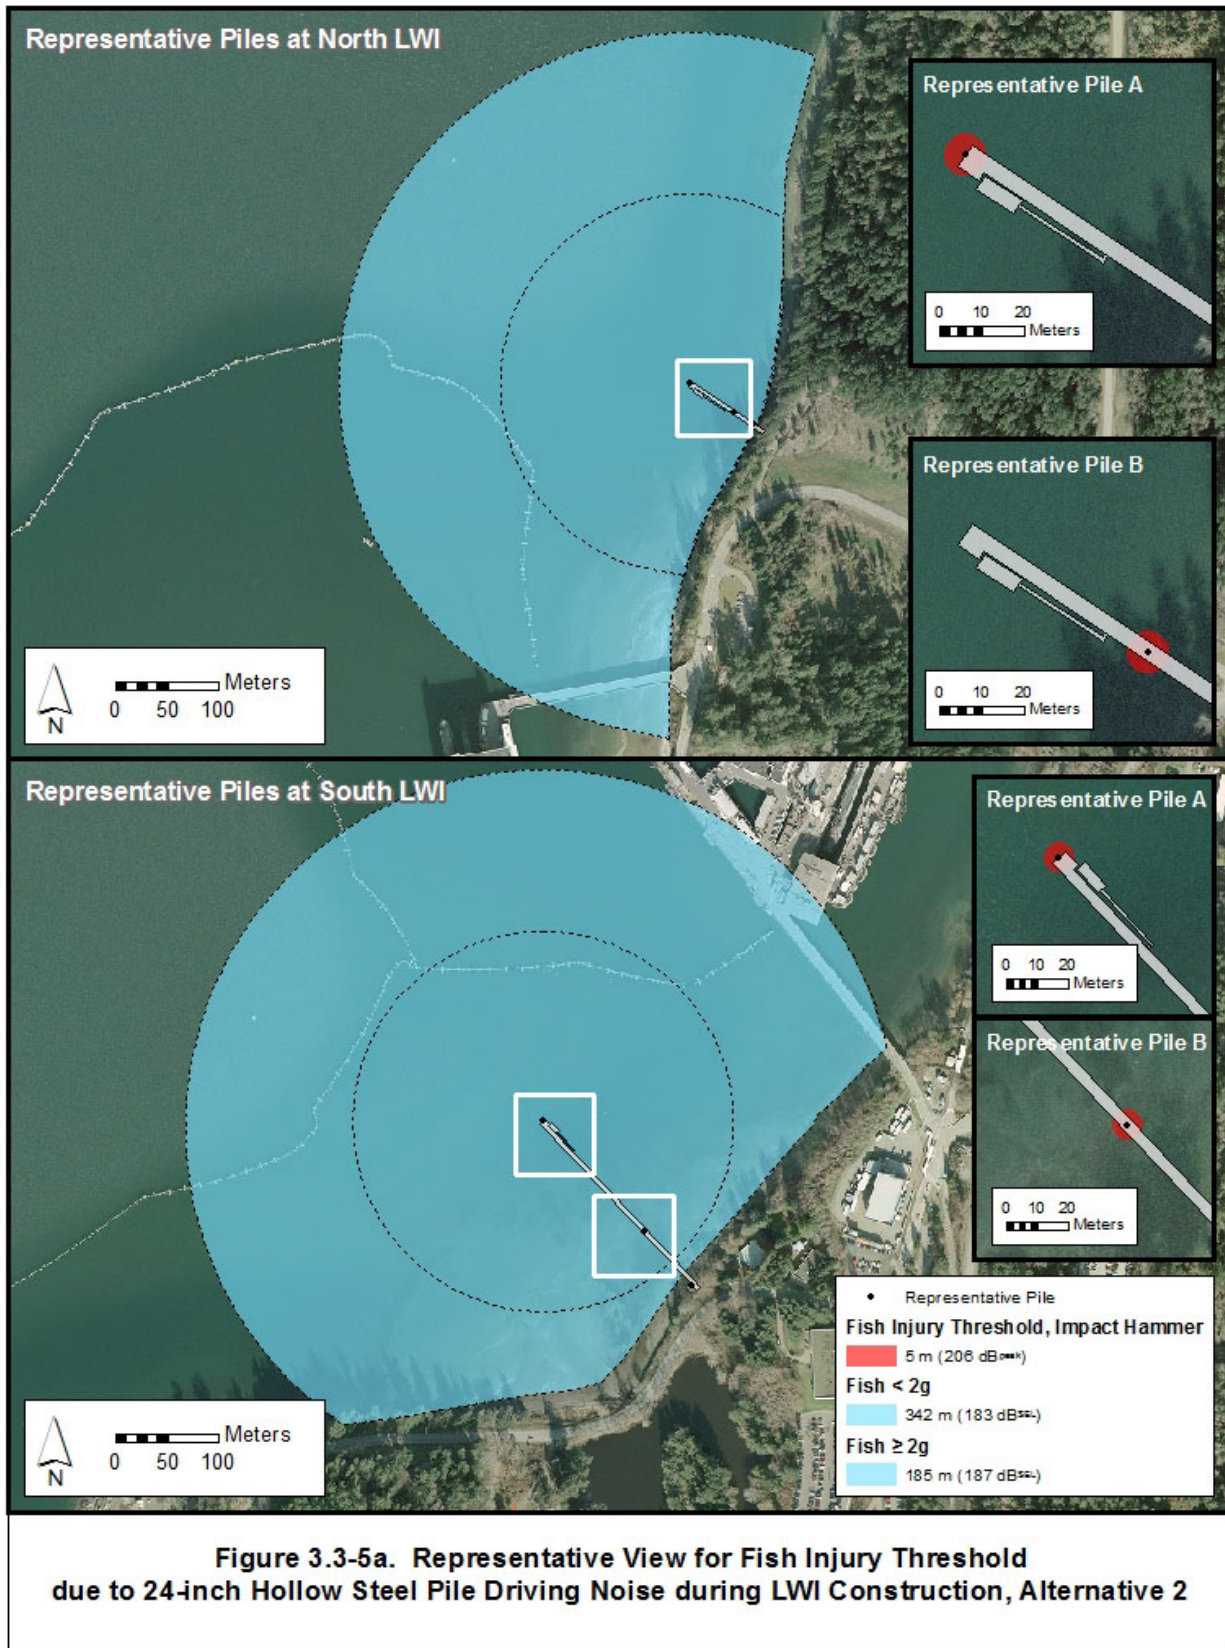 Representative Piles at North LWI
Representative Pile A
0 10 20
Meters
Representative Pile B
0 10 20
Meters
N
Meters
0 50 100
Representative Piles at South LWI
Representative Pile A
0 10 20
Meters
Representative Pile B
0 10 20
Meters
Representative Pile
Fish Injury Threshold, Impact Hammer
5 m (206 dBpeak)
Fish < 2g
342 m (183 dBSEL)
Fish ≥ 2g
185 m (187 dBSEL)
N
Meters
0 50 100
Figure 3.3-5a. Representative View for Fish Injury Threshold
due to 24-inch Hollow Steel Pile Driving Noise during LWI Construction, Alternative 2